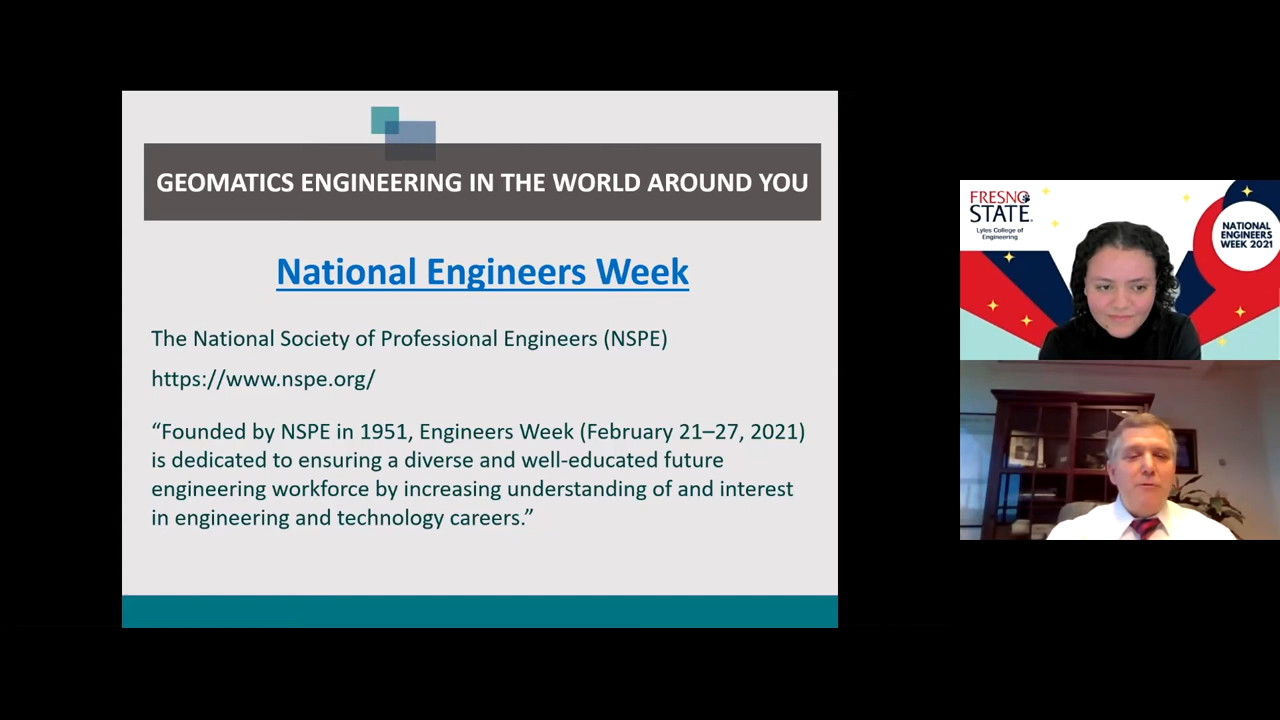 GEOMATICS ENGINEERING IN THE WORLD AROUND YOU
National Engineers Week
The National Society of Professional Engineers (NSPE)
https://www.nspe.org/
“Founded by NSPE in 1951, Engineers Week (February 21–27, 2021)
is dedicated to ensuring a diverse and well-educated future
engineering workforce by increasing understanding of and interest
in engineering and technology careers.”
FRESNO
STATE
Lyles College of
Engineering
NATIONAL
ENGINEERS
WEEK 2021